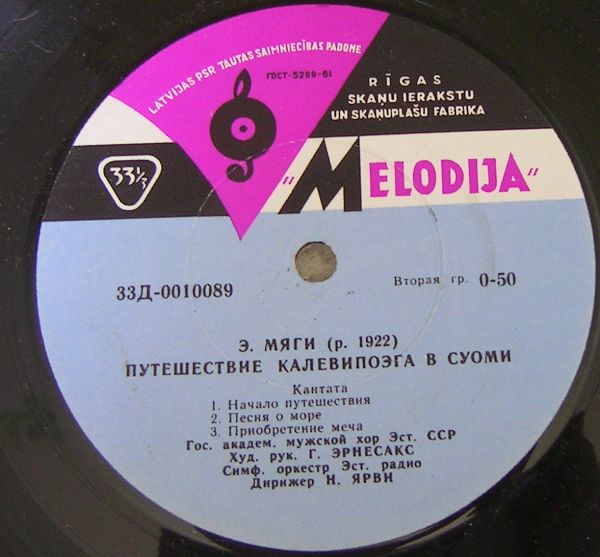 LATVIJAS PSR TAUTAS SAIMNIECĪBAS PADOME
ГОСТ-5289-61
RĪGAS
SKAŅU IERAKSTU
UN SKAŅUPLAŠU FABRIKA
33⅓
"MELODIJA"
33Д-0010089
Вторая гр. 0-50
Э. МЯГИ (р. 1922)
ПУТЕШЕСТВИЕ КАЛЕВИПОЭГА В СУОМИ
Кантата
1. Начало путешествия
2. Песня о море
3. Приобретение меча
Гос. академ. мужской хор Эст. ССР
Худ. рук. Г. ЭРНЕСАКС
Симф. оркестр Эст. радио
Дирижер Н. ЯРВИ